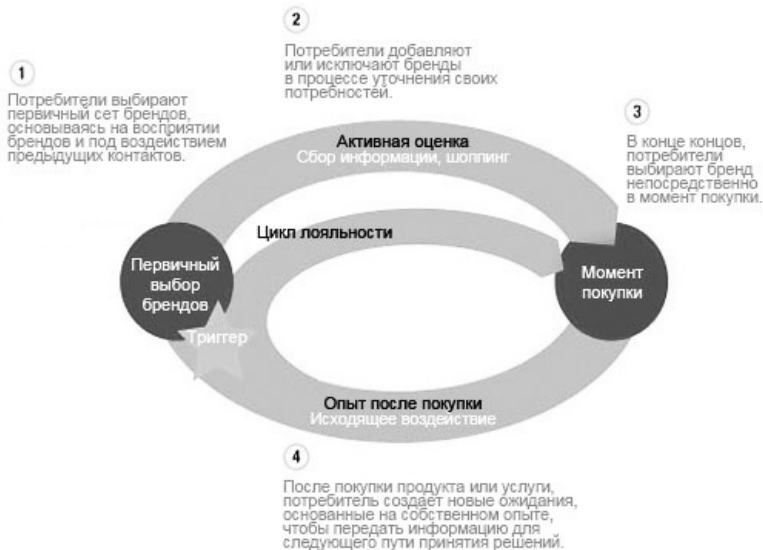 1
Потребители выбирают
первичный сет брендов,
основываясь на восприятии
брендов и под воздействием
предыдущих контактов.
2
Потребители добавляют
или исключают бренды
в процессе уточнения своих
потребностей.
3
В конце концов,
потребители
выбирают бренд
непосредственно
в момент покупки.
Активная оценка
Сбор информации, шоппинг
Цикл лояльности
Первичный
выбор
брендов
Триггер
Момент
покупки
Опыт после покупки
Исходящее воздействие
4
После покупки продукта или услуги,
потребитель создает новые ожидания,
основанные на собственном опыте,
чтобы передать информацию для
следующего пути принятия решений.